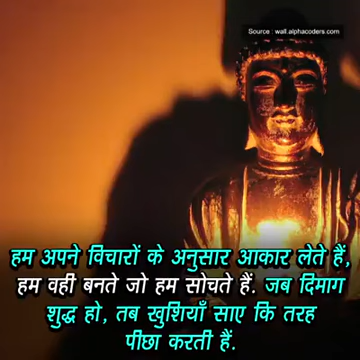 Source : wall.alphacoders.com
हम अपने विचारों के अनुसार आकार लेते हैं,
हम वही बनते जो हम सोचते हैं. जब दिमाग
शुद्ध हो, तब खुशियाँ साए कि तरह
पीछा करती हैं.